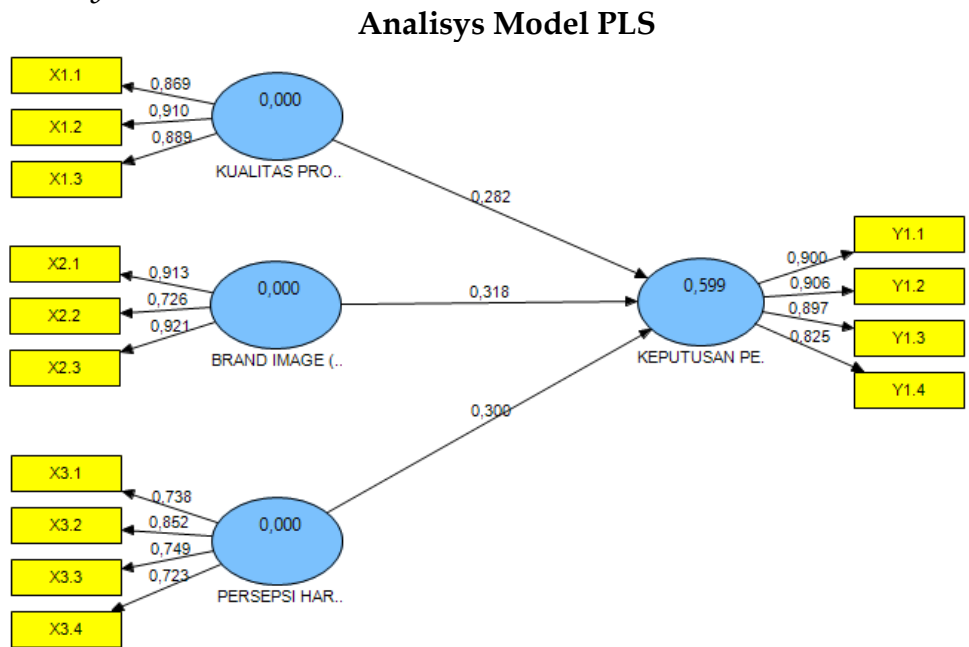 Analisys Model PLS
X1.1
X1.2
X1.3
0,869
0,910
0,889
0,000
KUALITAS PRO..
0,282
X2.1
X2.2
X2.3
0,913
0,726
0,921
0,000
BRAND IMAGE (..
0,318
X3.1
X3.2
X3.3
X3.4
0,738
0,852
0,749
0,723
0,000
PERSEPSI HAR..
0,300
0,599
KEPUTUSAN PE.
0,900
0,906
0,897
0,825
Y1.1
Y1.2
Y1.3
Y1.4